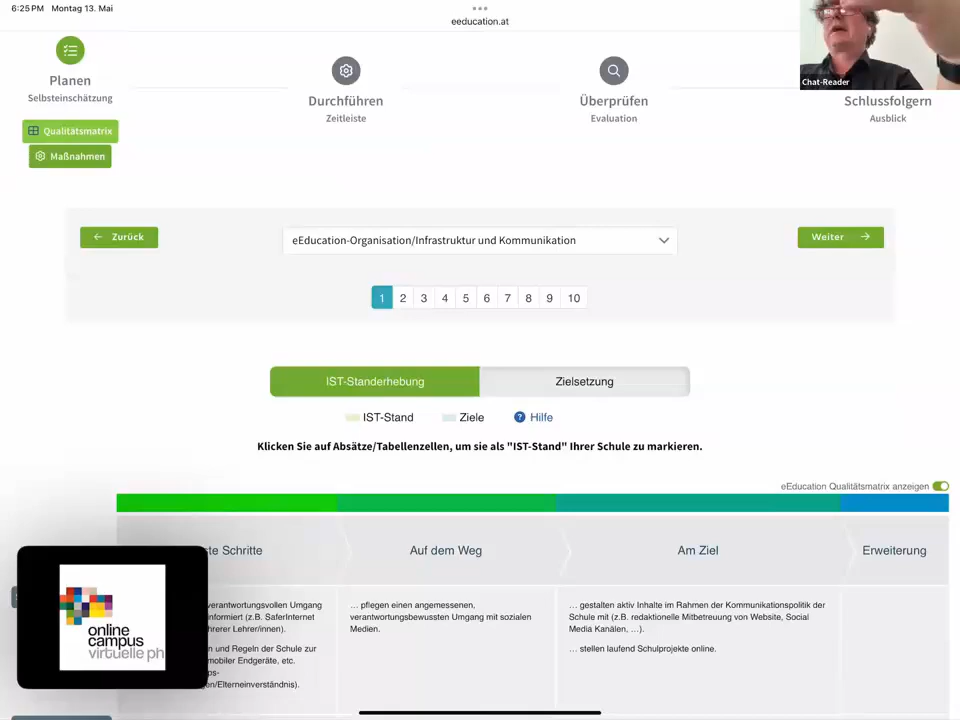 6:25 PM Montag 13. Mai
eeducation.at
Planen
Selbsteinschätzung
Qualitätsmatrix
Maßnahmen
Durchführen
Zeitleiste
Überprüfen
Evaluation
Chat-Reader
Schlussfolgern
Ausblick
Zurück
eEducation-Organisation/Infrastruktur und Kommunikation
Weiter
1 2 3 4 5 6 7 8 9 10
IST-Standerhebung
Zielsetzung
IST-Stand
Ziele
? Hilfe
Klicken Sie auf Absätze/Tabellenzellen, um sie als "IST-Stand" Ihrer Schule zu markieren.
eEducation Qualitätsmatrix anzeigen
Schritte
Auf dem Weg
Am Ziel
Erweiterung
verantwortungsvollen Umgang
(z.B. SaferInternet
Lehrer/innen).
und Regeln der Schule zur
mobiler Endgeräte, etc.
... pflegen einen angemessenen,
verantwortungsbewussten Umgang mit sozialen
Medien.
... gestalten aktiv Inhalte im Rahmen der Kommunikationspolitik der
Schule mit (z.B. redaktionelle Mitbetreuung von Website, Social
Media Kanälen, ...).
... stellen laufend Schulprojekte online.
online
campus
virtuelle ph